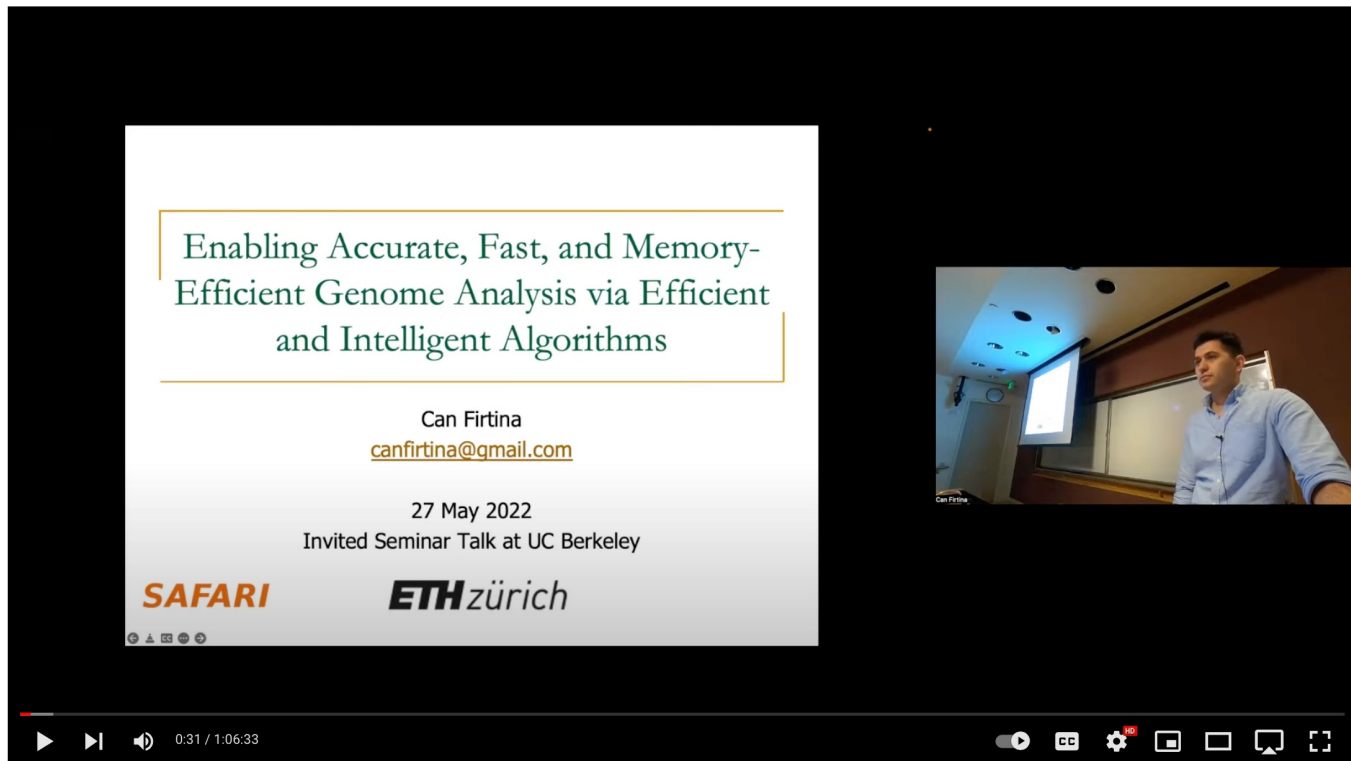 Enabling Accurate, Fast, and Memory-
Efficient Genome Analysis via Efficient
and Intelligent Algorithms
Can Firtina
canfirtina@gmail.com
27 May 2022
Invited Seminar Talk at UC Berkeley
SAFARI
ETH zürich
CC
Can Firtina
0:31 / 1:06:33
CC
HD